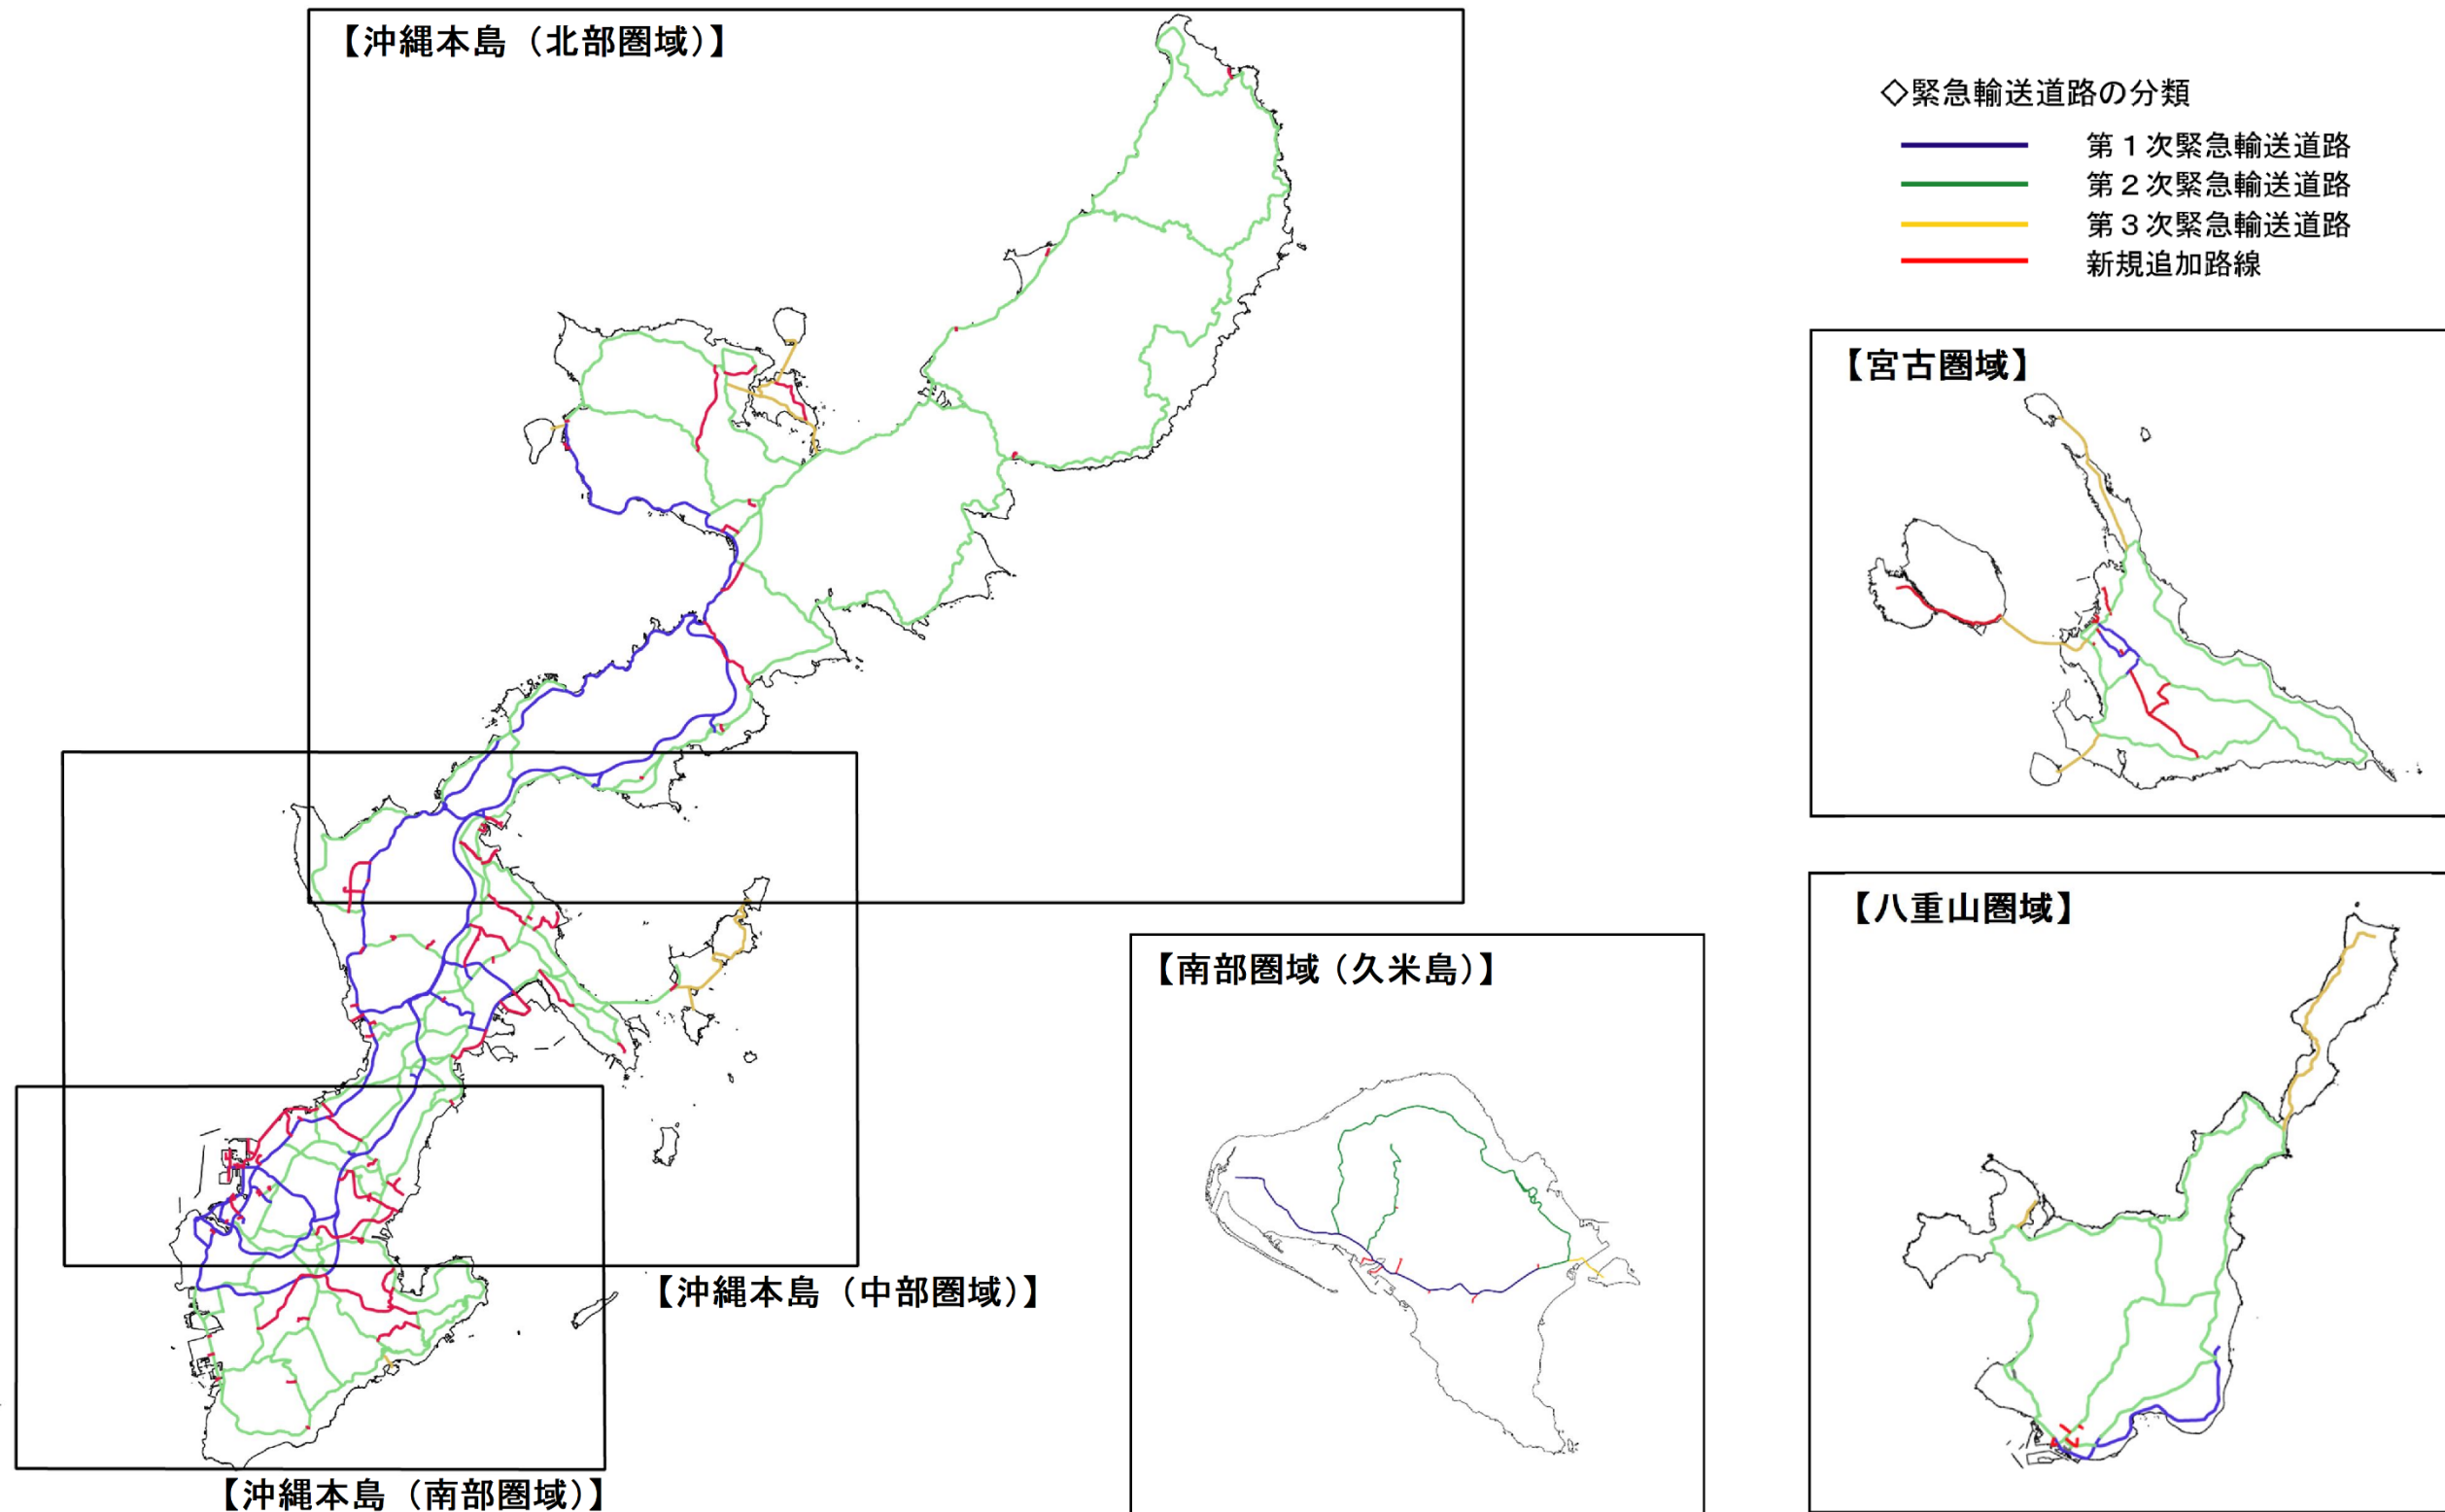 【沖縄本島（北部圏域）】
◇緊急輸送道路の分類
第１次緊急輸送道路
第２次緊急輸送道路
第３次緊急輸送道路
新規追加路線
【宮古圏域】
【八重山圏域】
【南部圏域（久米島）】
【沖縄本島（中部圏域）】
【沖縄本島（南部圏域）】